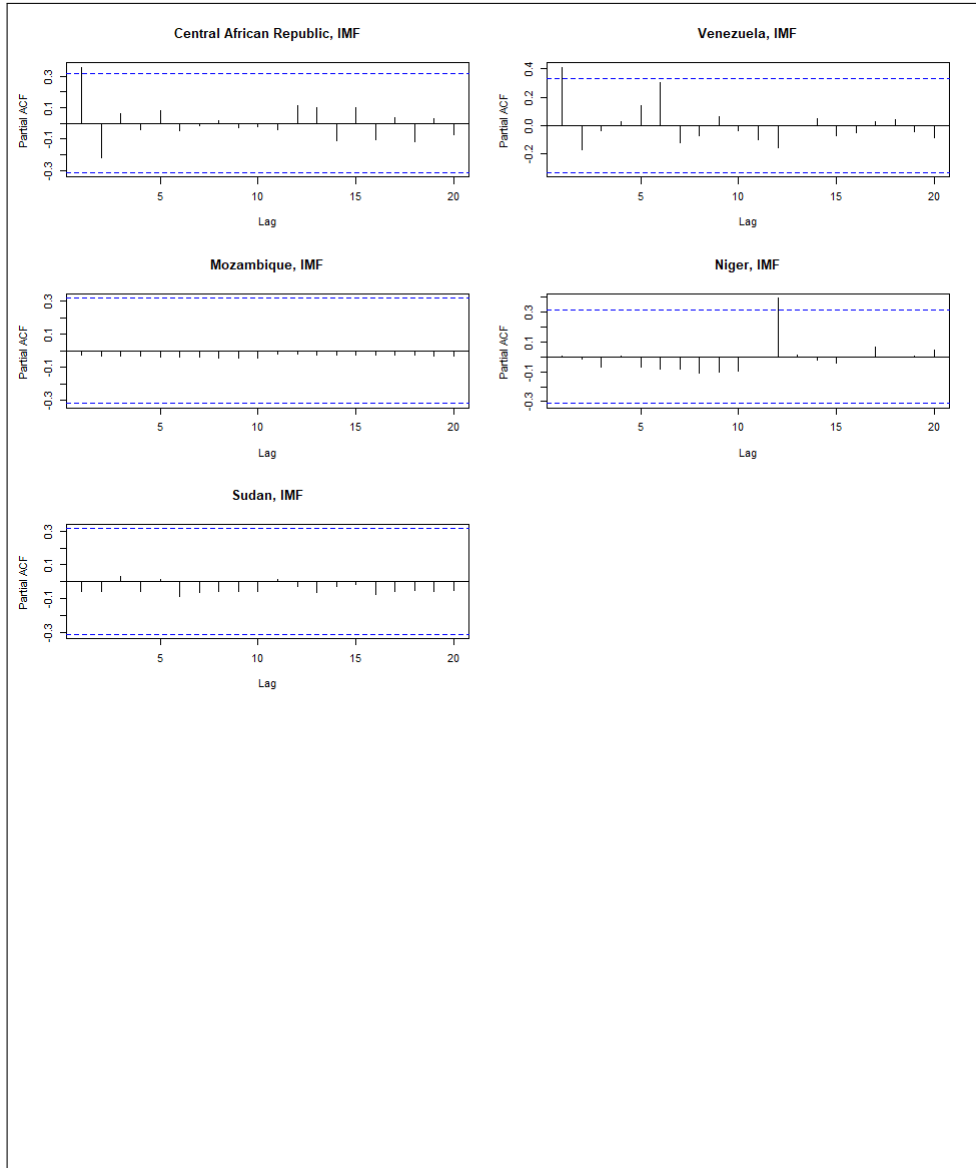 Central African Republic, IMF
Partial ACF
0.3
0.1
-0.1
-0.3
5 10 15 20
Lag
Venezuela, IMF
Partial ACF
0.4
0.2
0.0
-0.2
5 10 15 20
Lag
Mozambique, IMF
Partial ACF
0.3
0.1
-0.1
-0.3
5 10 15 20
Lag
Niger, IMF
Partial ACF
0.3
0.1
-0.1
-0.3
5 10 15 20
Lag
Sudan, IMF
Partial ACF
0.3
0.1
-0.1
-0.3
5 10 15 20
Lag